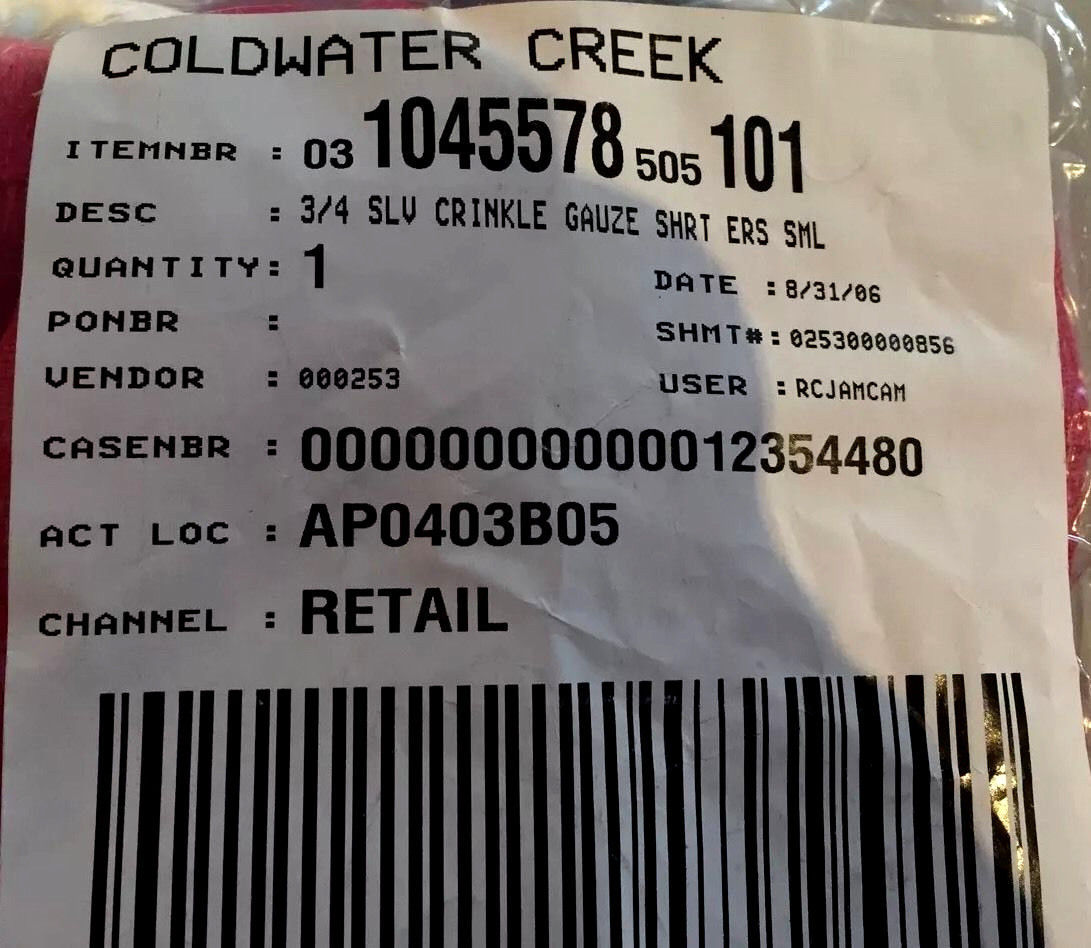 COLDWATER CREEK
ITEMNBR : 03 1045578 505 101
DESC : 3/4 SLV CRINKLE GAUZE SHRT ERS SML
QUANTITY: 1 DATE :8/31/06
PONBR : SHMT#:025300000856
VENDOR : 000253 USER :RCJAMCAM
CASENBR : 0000000000000012354480
ACT LOC : AP0403B05
CHANNEL : RETAIL